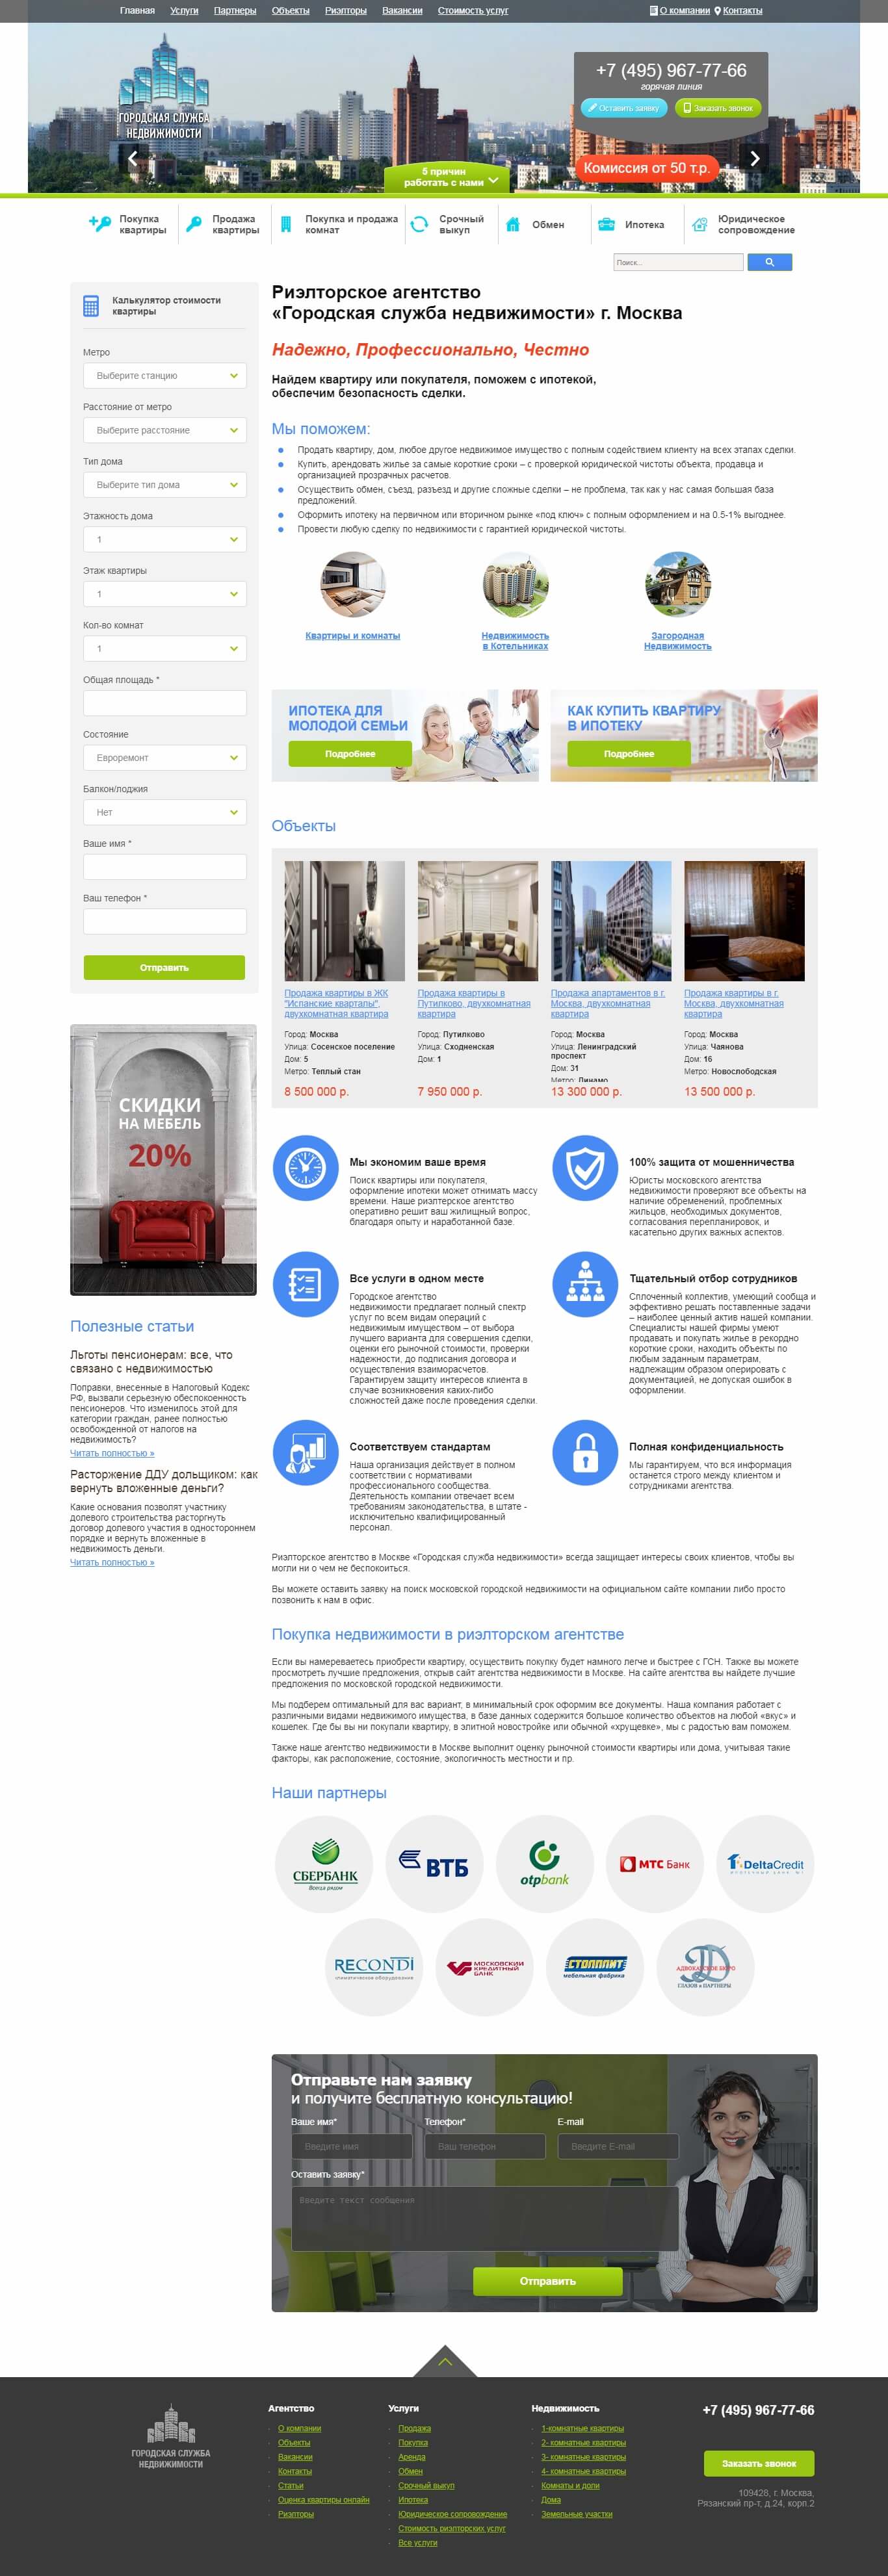 Главная Услуги Партнеры Объекты Риэлторы Вакансии Стоимость услуг О компании Контакты
ГОРОДСКАЯ СЛУЖБА
НЕДВИЖИМОСТИ
+7 (495) 967-77-66
горячая линия
Оставить заявку Заказать звонок
Комиссия от 50 т.р.
5 причин
работать с нами
Покупка
квартиры
Продажа
квартиры
Покупка и продажа
комнат
Срочный
выкуп
Обмен
Ипотека
Юридическое
сопровождение
Поиск...
Калькулятор стоимости
квартиры
Метро
Выберите станцию
Расстояние от метро
Выберите расстояние
Тип дома
Выберите тип дома
Этажность дома
1
Этаж квартиры
1
Кол-во комнат
1
Общая площадь *
Состояние
Евроремонт
Балкон/лоджия
Нет
Ваше имя *
Ваш телефон *
Отправить
СКИДКИ
НА МЕБЕЛЬ
20%
Полезные статьи
Льготы пенсионерам: все, что
связано с недвижимостью
Поправки, внесенные в Налоговый Кодекс
РФ, вызвали серьезную обеспокоенность
пенсионеров. Что изменилось этой для
категории граждан, ранее полностью
освобожденной от налогов на
недвижимость?
Читать полностью »
Расторжение ДДУ дольщиком: как
вернуть вложенные деньги?
Какие основания позволят участнику
долевого строительства расторгнуть
договор долевого участия в одностороннем
порядке и вернуть вложенные в
недвижимость деньги.
Читать полностью »
Риэлторское агентство
«Городская служба недвижимости» г. Москва
Надежно, Профессионально, Честно
Найдем квартиру или покупателя, поможем с ипотекой,
обеспечим безопасность сделки.
Мы поможем:
Продать квартиру, дом, любое другое недвижимое имущество с полным содействием клиенту на всех этапах сделки.
Купить, арендовать жилье за самые короткие сроки – с проверкой юридической чистоты объекта, продавца и
организацией прозрачных расчетов.
Осуществить обмен, съезд, разъезд и другие сложные сделки – не проблема, так как у нас самая большая база
предложений.
Оформить ипотеку на первичном или вторичном рынке «под ключ» с полным оформлением и на 0.5-1% выгоднее.
Провести любую сделку по недвижимости с гарантией юридической чистоты.
Квартиры и комнаты
Недвижимость
в Котельниках
Загородная
Недвижимость
ИПОТЕКА ДЛЯ
МОЛОДОЙ СЕМЬИ
Подробнее
КАК КУПИТЬ КВАРТИРУ
В ИПОТЕКУ
Подробнее
Объекты
Продажа квартиры в ЖК
"Испанские кварталы",
двухкомнатная квартира
Город: Москва
Улица: Сосенское поселение
Дом: 5
Метро: Теплый стан
8 500 000 р.
Продажа квартиры в
Путилково, двухкомнатная
квартира
Город: Путилково
Улица: Сходненская
Дом: 1
7 950 000 р.
Продажа апартаментов в г.
Москва, двухкомнатная
квартира
Город: Москва
Улица: Ленинградский
проспект
Дом: 31
Метро: Динамо
13 300 000 р.
Продажа квартиры в г.
Москва, двухкомнатная
квартира
Город: Москва
Улица: Чаянова
Дом: 16
Метро: Новослободская
13 500 000 р.
Мы экономим ваше время
Поиск квартиры или покупателя,
оформление ипотеки может отнимать массу
времени. Наше риэлтерское агентство
оперативно решит ваш жилищный вопрос,
благодаря опыту и наработанной базе.
100% защита от мошенничества
Юристы московского агентства
недвижимости проверяют все объекты на
наличие обременений, проблемных
жильцов, необходимых документов,
согласования перепланировок, и
касательно других важных аспектов.
Все услуги в одном месте
Городское агентство
недвижимости предлагает полный спектр
услуг по всем видам операций с
недвижимым имуществом – от выбора
лучшего варианта для совершения сделки,
оценки его рыночной стоимости, проверки
надежности, до подписания договора и
осуществления взаиморасчетов.
Гарантируем защиту интересов клиента в
случае возникновения каких-либо
сложностей даже после проведения сделки.
Тщательный отбор сотрудников
Сплоченный коллектив, умеющий сообща и
эффективно решать поставленные задачи
– наиболее ценный актив нашей компании.
Специалисты нашей фирмы умеют
продавать и покупать жилье в рекордно
короткие сроки, находить объекты по
любым заданным параметрам,
надлежащим образом оперировать с
документацией, не допуская ошибок в
оформлении.
Соответствуем стандартам
Наша организация действует в полном
соответствии с нормативами
профессионального сообщества.
Деятельность компании отвечает всем
требованиям законодательства, в штате -
исключительно квалифицированный
персонал.
Полная конфиденциальность
Мы гарантируем, что вся информация
останется строго между клиентом и
сотрудниками агентства.
Риэлторское агентство в Москве «Городская служба недвижимости» всегда защищает интересы своих клиентов, чтобы вы
могли ни о чем не беспокоиться.
Вы можете оставить заявку на поиск московской городской недвижимости на официальном сайте компании либо просто
позвонить к нам в офис.
Покупка недвижимости в риэлторском агентстве
Если вы намереваетесь приобрести квартиру, осуществить покупку будет намного легче и быстрее с ГСН. Также вы можете
просмотреть лучшие предложения, открыв сайт агентства недвижимости в Москве. На сайте агентства вы найдете лучшие
предложения по московской городской недвижимости.
Мы подберем оптимальный для вас вариант, в минимальный срок оформим все документы. Наша компания работает с
различными видами недвижимого имущества, в базе данных содержится большое количество объектов на любой «вкус» и
кошелек. Где бы вы ни покупали квартиру, в элитной новостройке или обычной «хрущевке», мы с радостью вам поможем.
Также наше агентство недвижимости в Москве выполнит оценку рыночной стоимости квартиры или дома, учитывая такие
факторы, как расположение, состояние, экологичность местности и пр.
Наши партнеры
СБЕРБАНК
Всегда рядом
ВТБ
otpbank
МТС Банк
DeltaCredit
RECONDI
климатическое оборудование
МОСКОВСКИЙ
КРЕДИТНЫЙ
БАНК
СТОЛПЛИТ
мебельная фабрика
АДВОКАТСКОЕ БЮРО
ГЛАЗОВ и ПАРТНЕРЫ
Отправьте нам заявку
и получите бесплатную консультацию!
Ваше имя* Телефон* E-mail
Введите имя Ваш телефон Введите E-mail
Оставить заявку*
Введите текст сообщения
Отправить
ГОРОДСКАЯ СЛУЖБА
НЕДВИЖИМОСТИ
Агентство
О компании
Объекты
Вакансии
Контакты
Статьи
Оценка квартиры онлайн
Риэлторы
Услуги
Продажа
Покупка
Аренда
Обмен
Срочный выкуп
Ипотека
Юридическое сопровождение
Стоимость риэлторских услуг
Все услуги
Недвижимость
1-комнатные квартиры
2- комнатные квартиры
3- комнатные квартиры
4- комнатные квартиры
Комнаты и доли
Дома
Земельные участки
+7 (495) 967-77-66
Заказать звонок
109428, г. Москва,
Рязанский пр-т, д.24, корп.2